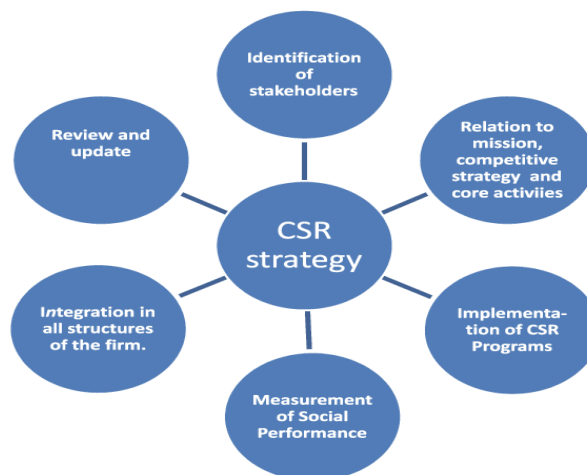 Identification
of
stakeholders
Relation to
mission,
competitive
strategy and
core activiies
Implementa-
tion of CSR
Programs
Measurement
of Social
Performance
Integration in
all structures
of the firm.
Review and
update
CSR
strategy